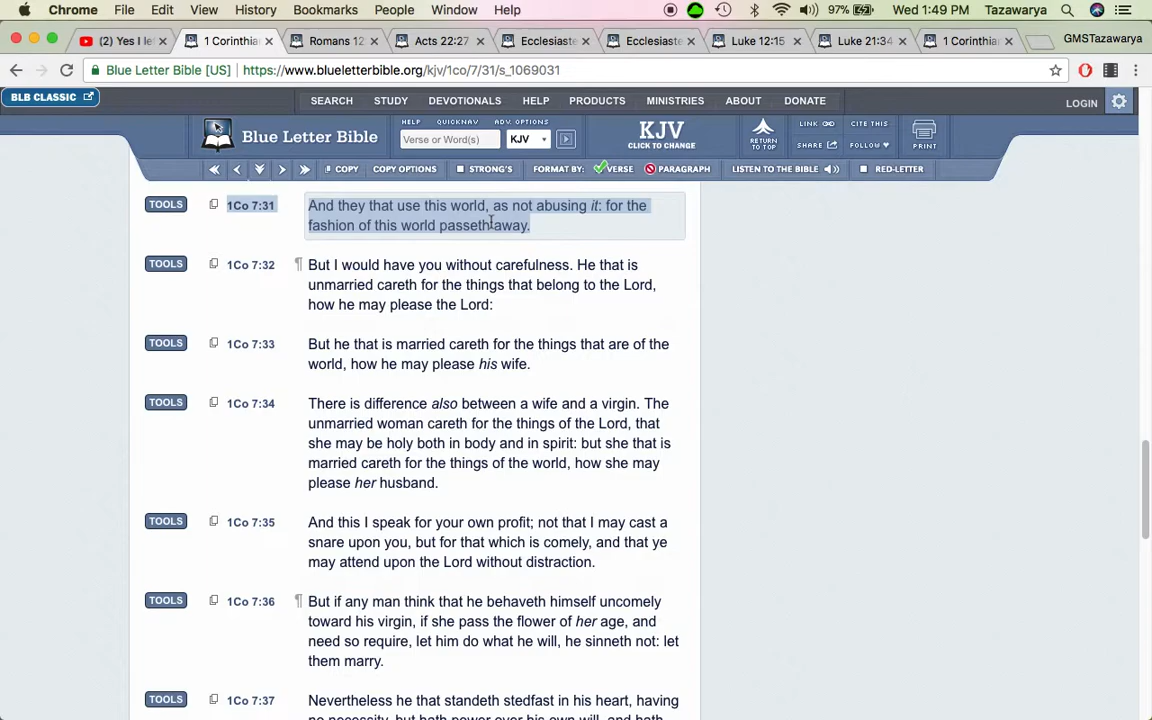 Chrome File Edit View History Bookmarks People Window Help 97% Wed 1:49 PM Tazawarya
(2) Yes I le
1 Corinthian
Romans 12
Acts 22:27
Ecclesiaste
Ecclesiaste
Luke 12:15
Luke 21:34
1 Corinthian
GMSTazawarya
Blue Letter Bible [US] https://www.blueletterbible.org/kjv/1co/7/31/s_1069031
BLB CLASSIC
SEARCH STUDY DEVOTIONALS HELP PRODUCTS MINISTRIES ABOUT DONATE LOGIN
Blue Letter Bible
HELP QUICKNAV ADV. OPTIONS
Verse or Word(s) KJV
KJV
CLICK TO CHANGE
RETURN
TO TOP
LINK CITE THIS
SHARE FOLLOW
PRINT
COPY COPY OPTIONS STRONG'S FORMAT BY: VERSE PARAGRAPH LISTEN TO THE BIBLE RED-LETTER
TOOLS 1Co 7:31 And they that use this world, as not abusing it: for the
fashion of this world passeth away.
TOOLS 1Co 7:32 ¶ But I would have you without carefulness. He that is
unmarried careth for the things that belong to the Lord,
how he may please the Lord:
TOOLS 1Co 7:33 But he that is married careth for the things that are of the
world, how he may please his wife.
TOOLS 1Co 7:34 There is difference also between a wife and a virgin. The
unmarried woman careth for the things of the Lord, that
she may be holy both in body and in spirit: but she that is
married careth for the things of the world, how she may
please her husband.
TOOLS 1Co 7:35 And this I speak for your own profit; not that I may cast a
snare upon you, but for that which is comely, and that ye
may attend upon the Lord without distraction.
TOOLS 1Co 7:36 ¶ But if any man think that he behaveth himself uncomely
toward his virgin, if she pass the flower of her age, and
need so require, let him do what he will, he sinneth not: let
them marry.
TOOLS 1Co 7:37 Nevertheless he that standeth stedfast in his heart, having
no necessity, but hath power over his own will, and hath